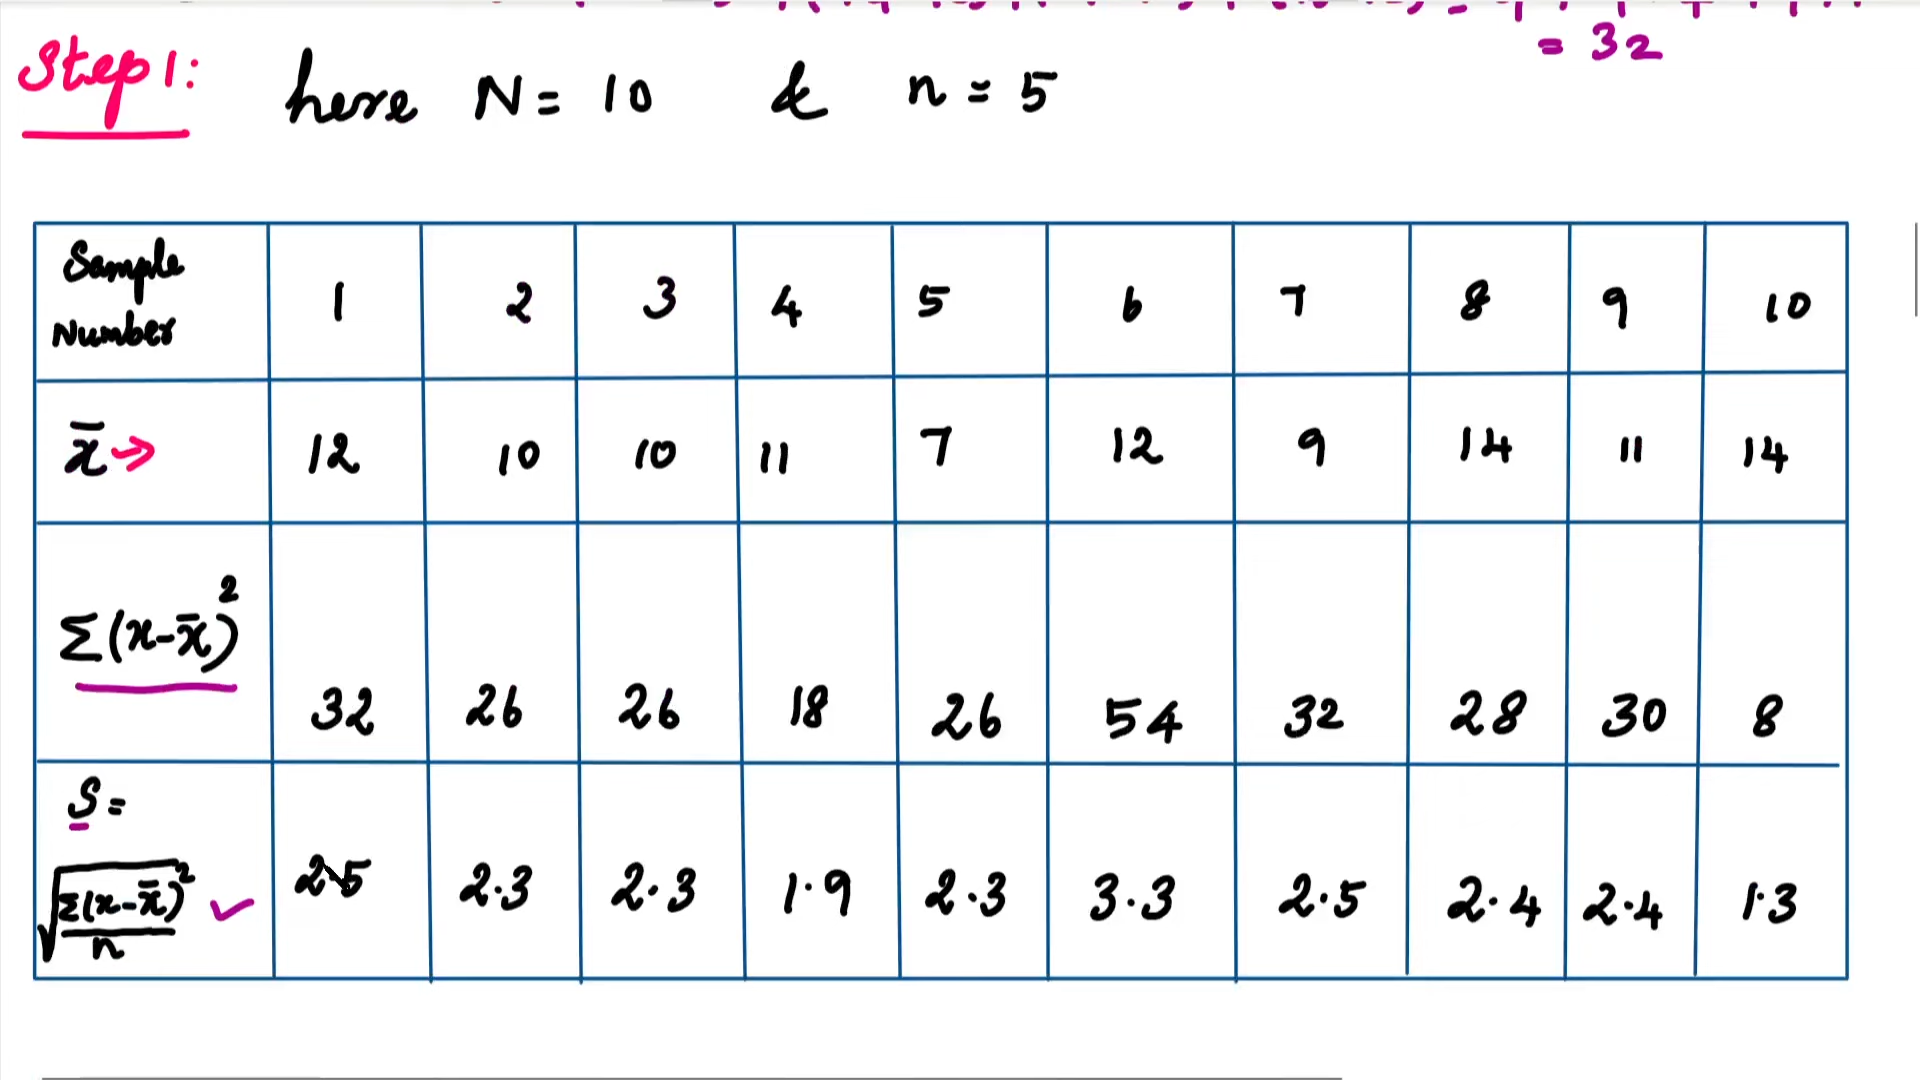 = 32
Step 1: here N = 10 & n = 5
Sample Number 1 2 3 4 5 6 7 8 9 10
x̄ → 12 10 10 11 7 12 9 14 11 14
Σ(x-x̄)² 32 26 26 18 26 54 32 28 30 8
S = √(Σ(x-x̄)²/n) ✓ 2.5 2.3 2.3 1.9 2.3 3.3 2.5 2.4 2.4 1.3